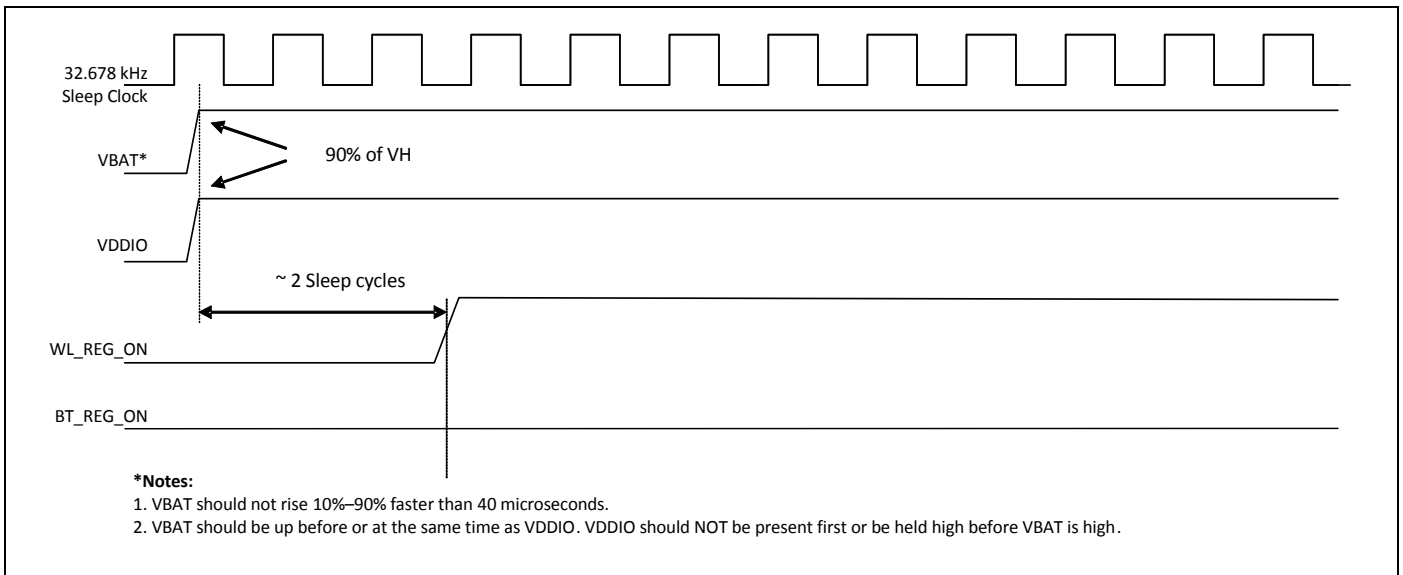 32.678 kHz
Sleep Clock
VBAT*
90% of VH
VDDIO
~ 2 Sleep cycles
WL_REG_ON
BT_REG_ON
*Notes:
1. VBAT should not rise 10%–90% faster than 40 microseconds.
2. VBAT should be up before or at the same time as VDDIO. VDDIO should NOT be present first or be held high before VBAT is high.